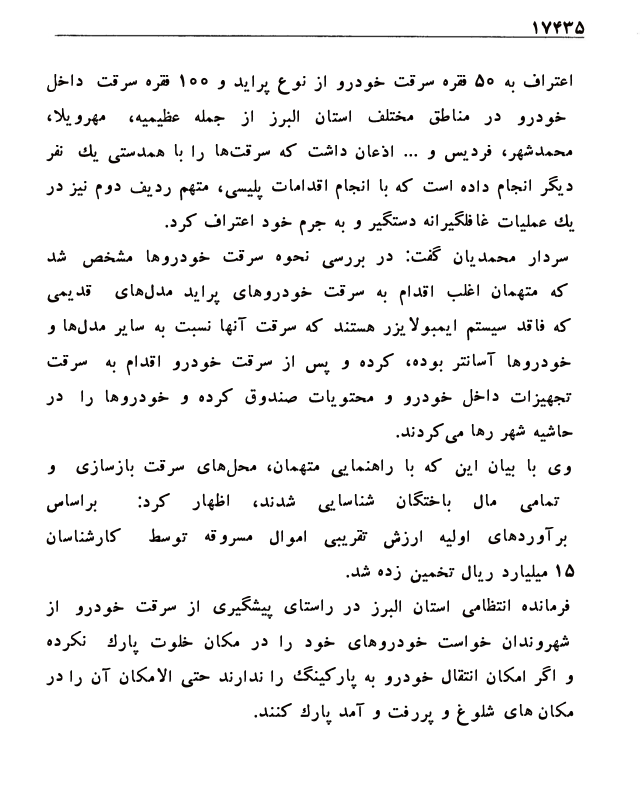 ۱۷۴۳۵
اعتراف به ۵۰ فقره سرقت خودرو از نوع پراید و ۱۰۰ فقره سرقت داخل
خودرو در مناطق مختلف استان البرز از جمله عظیمیه، مهرویلا،
محمدشهر، فردیس و ... اذعان داشت که سرقت‌ها را با همدستی یك نفر
دیگر انجام داده است که با انجام اقدامات پلیسی، متهم ردیف دوم نیز در
یك عملیات غافلگیرانه دستگیر و به جرم خود اعتراف کرد.
سردار محمدیان گفت: در بررسی نحوه سرقت خودروها مشخص شد
که متهمان اغلب اقدام به سرقت خودروهای پراید مدل‌های قدیمی
که فاقد سیستم ایمبولایزر هستند که سرقت آنها نسبت به سایر مدل‌ها و
خودروها آسانتر بوده، کرده و پس از سرقت خودرو اقدام به سرقت
تجهیزات داخل خودرو و محتویات صندوق کرده و خودروها را در
حاشیه شهر رها می‌کردند.
وی با بیان این که با راهنمایی متهمان، محل‌های سرقت بازسازی و
تمامی مال باختگان شناسایی شدند، اظهار کرد: براساس
برآوردهای اولیه ارزش تقریبی اموال مسروقه توسط کارشناسان
۱۵ میلیارد ریال تخمین زده شد.
فرمانده انتظامی استان البرز در راستای پیشگیری از سرقت خودرو از
شهروندان خواست خودروهای خود را در مکان خلوت پارك نکرده
و اگر امکان انتقال خودرو به پارکینگ را ندارند حتی الامکان آن را در
مکان های شلوغ و پررفت و آمد پارك کنند.